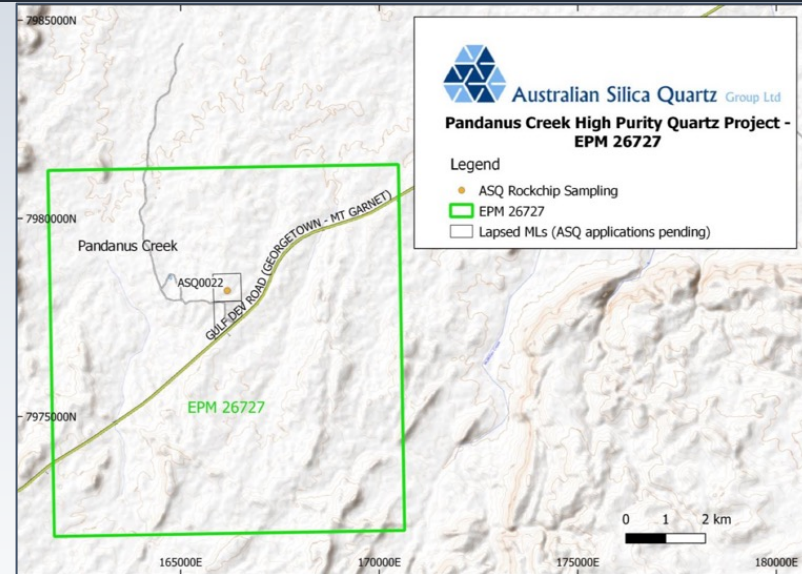 7985000N
Australian Silica Quartz Group Ltd
Pandanus Creek High Purity Quartz Project -
EPM 26727
Legend
ASQ Rockchip Sampling
EPM 26727
Lapsed MLs (ASQ applications pending)
7980000N
Pandanus Creek
ASQ0022
GULF DEV ROAD (GEORGETOWN - MT GARNET)
EPM 26727
7975000N
0 1 2 km
165000E 170000E 175000E 180000E